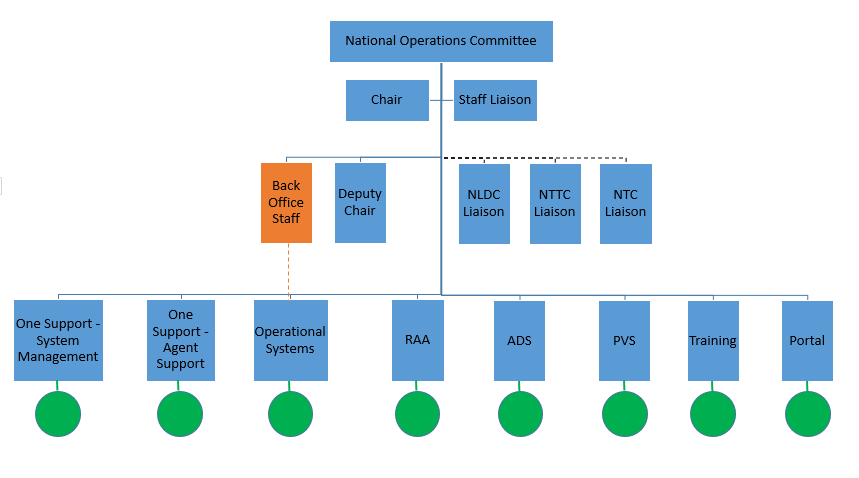 National Operations Committee
Chair
Staff Liaison
Back
Office
Staff
Deputy
Chair
NLDC
Liaison
NTTC
Liaison
NTC
Liaison
One Support -
System
Management
One
Support -
Agent
Support
Operational
Systems
RAA
ADS
PVS
Training
Portal